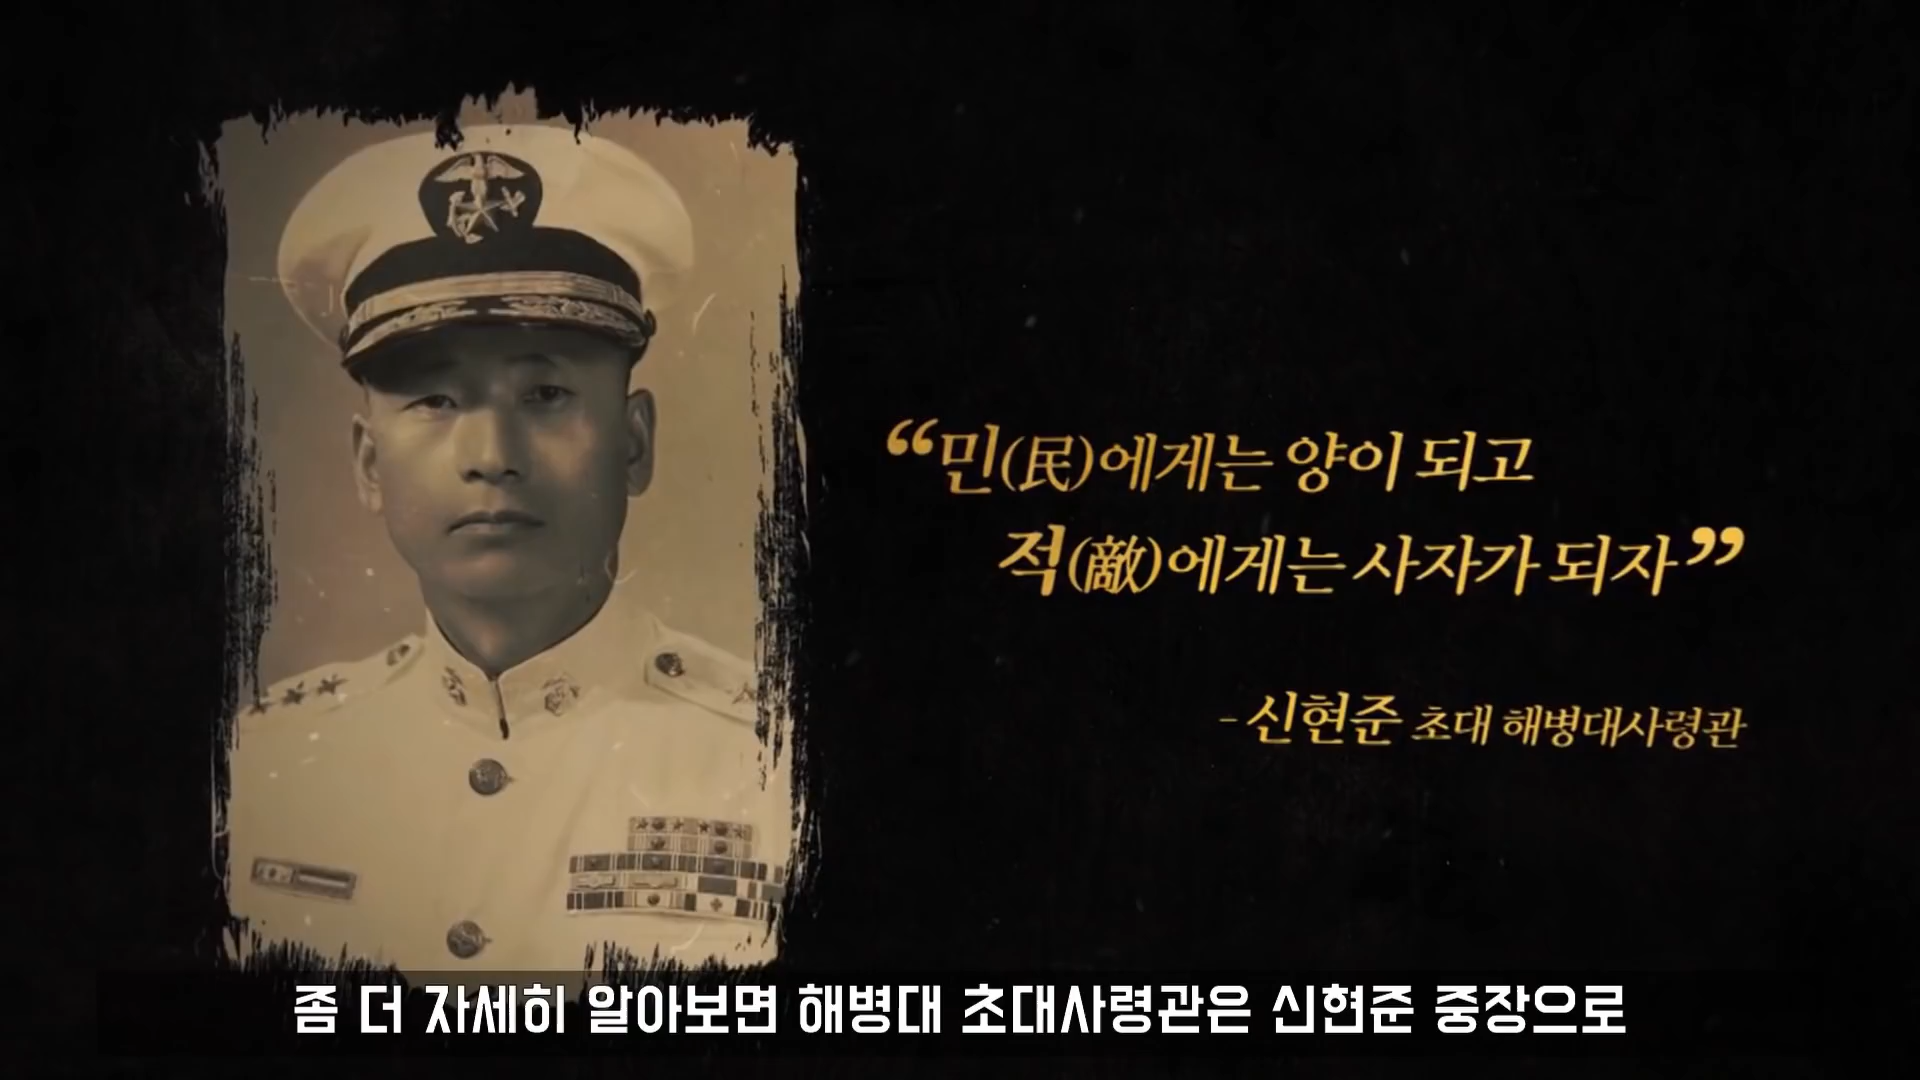 “민(民)에게는 양이 되고
적(敵)에게는 사자가 되자”
- 신현준 초대 해병대사령관
좀 더 자세히 알아보면 해병대 초대사령관은 신현준 중장으로